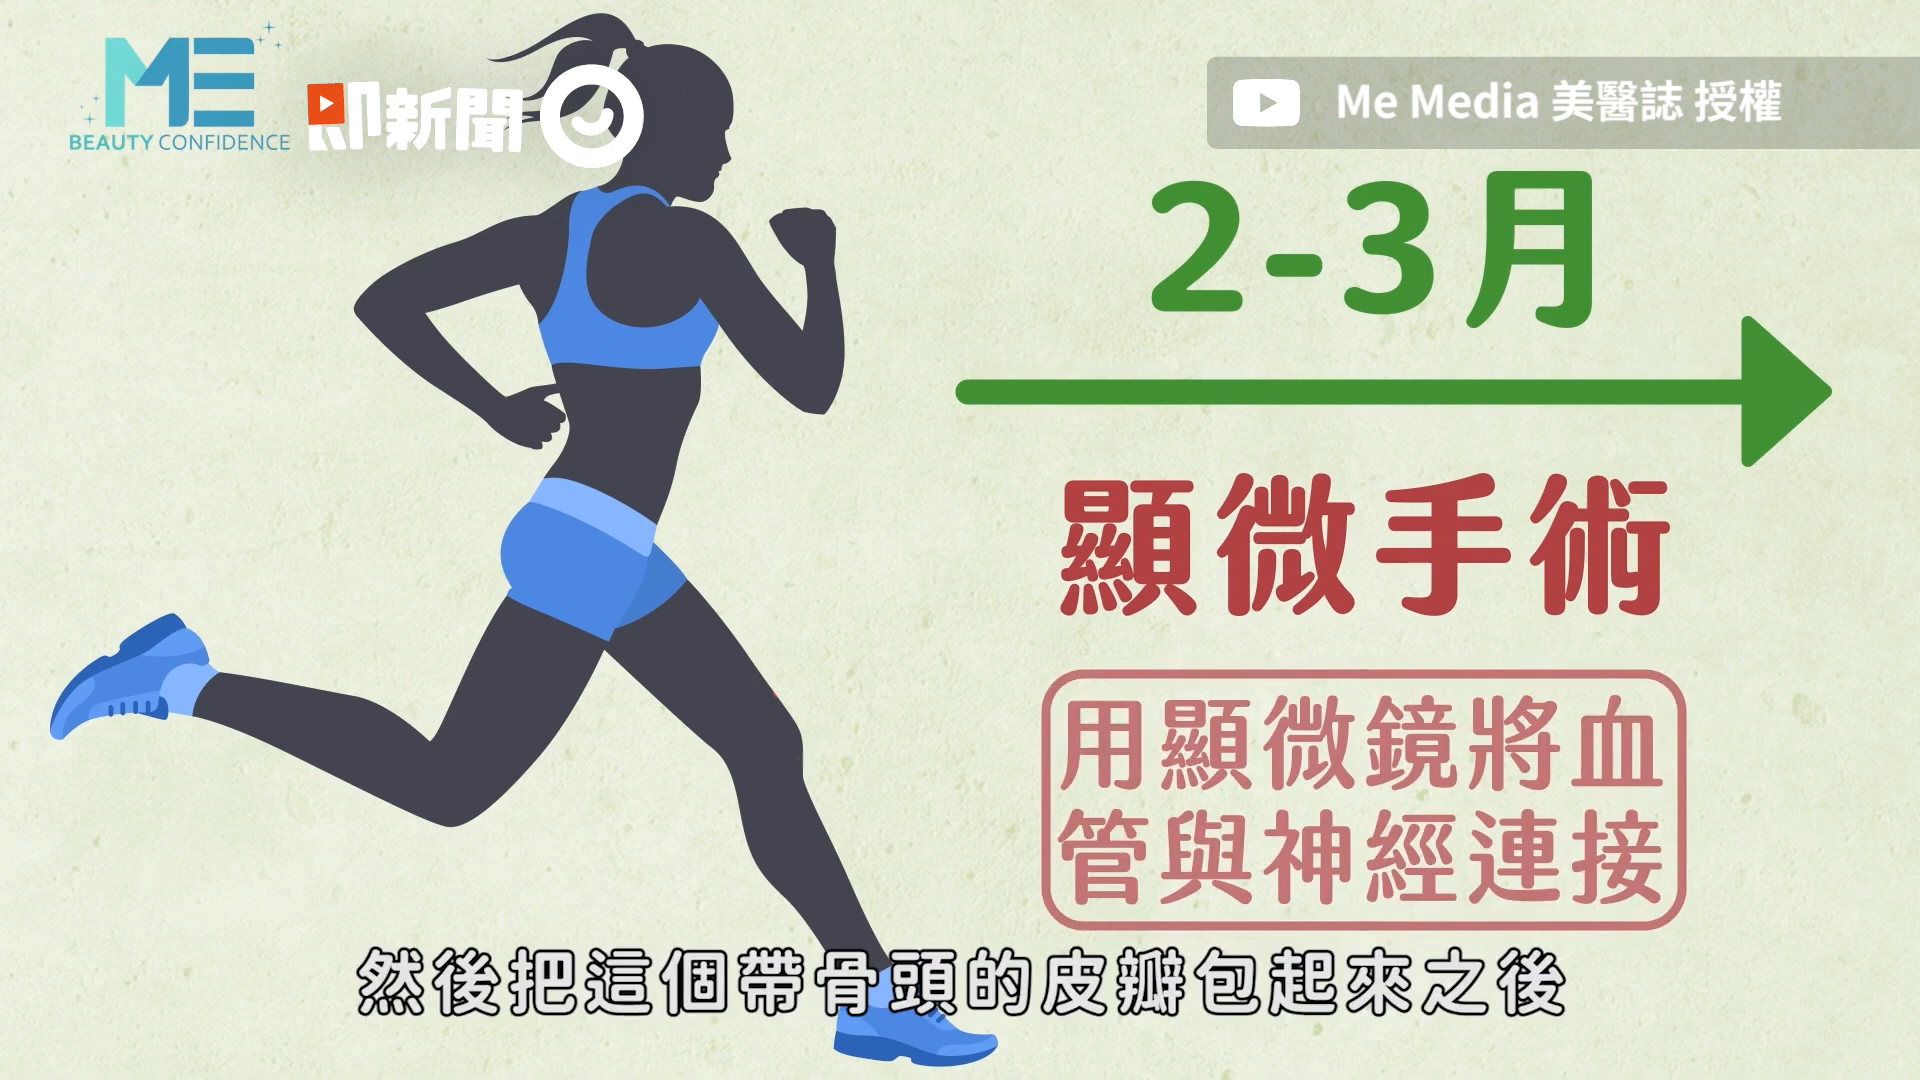 ME
BEAUTY CONFIDENCE
即新聞
Me Media 美醫誌 授權
2-3月
顯微手術
用顯微鏡將血
管與神經連接
然後把這個帶骨頭的皮瓣包起來之後